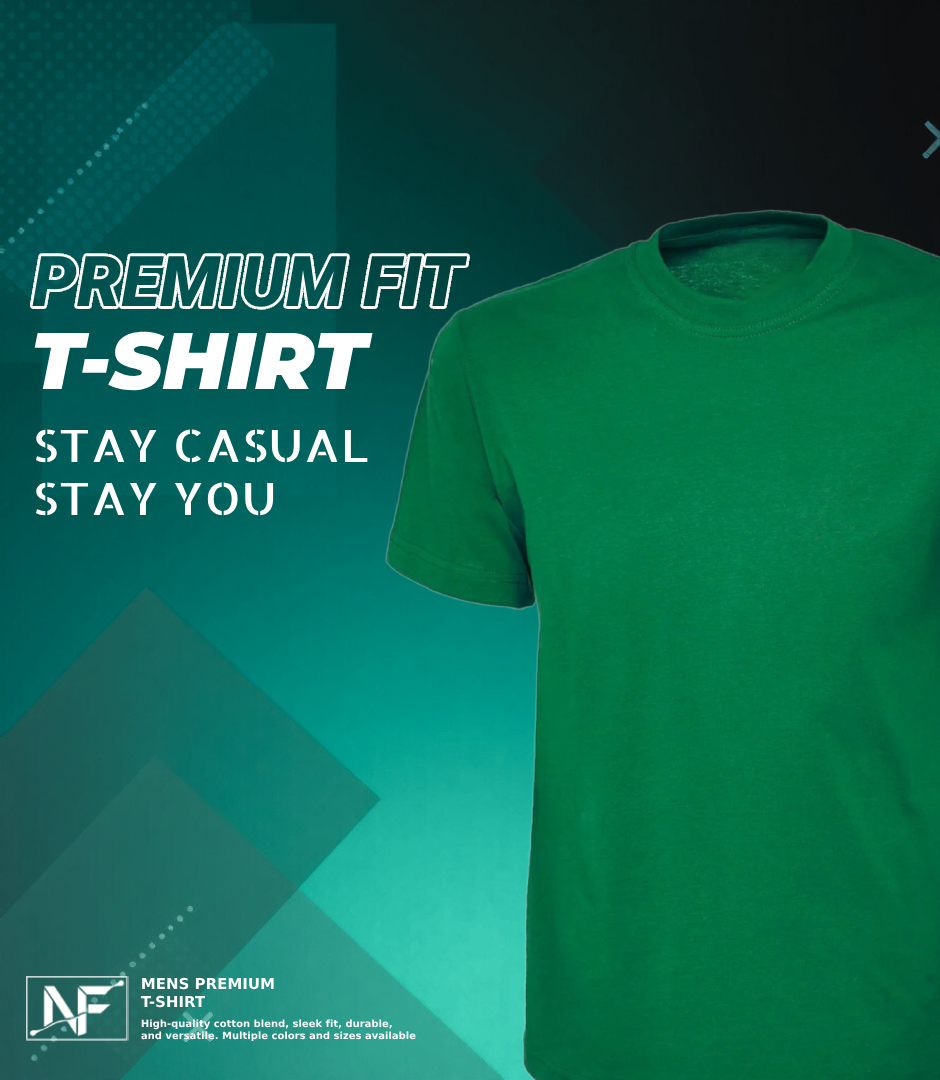 PREMIUM FIT
T-SHIRT
STAY CASUAL
STAY YOU
NF
MENS PREMIUM
T-SHIRT
High-quality cotton blend, sleek fit, durable,
and versatile. Multiple colors and sizes available